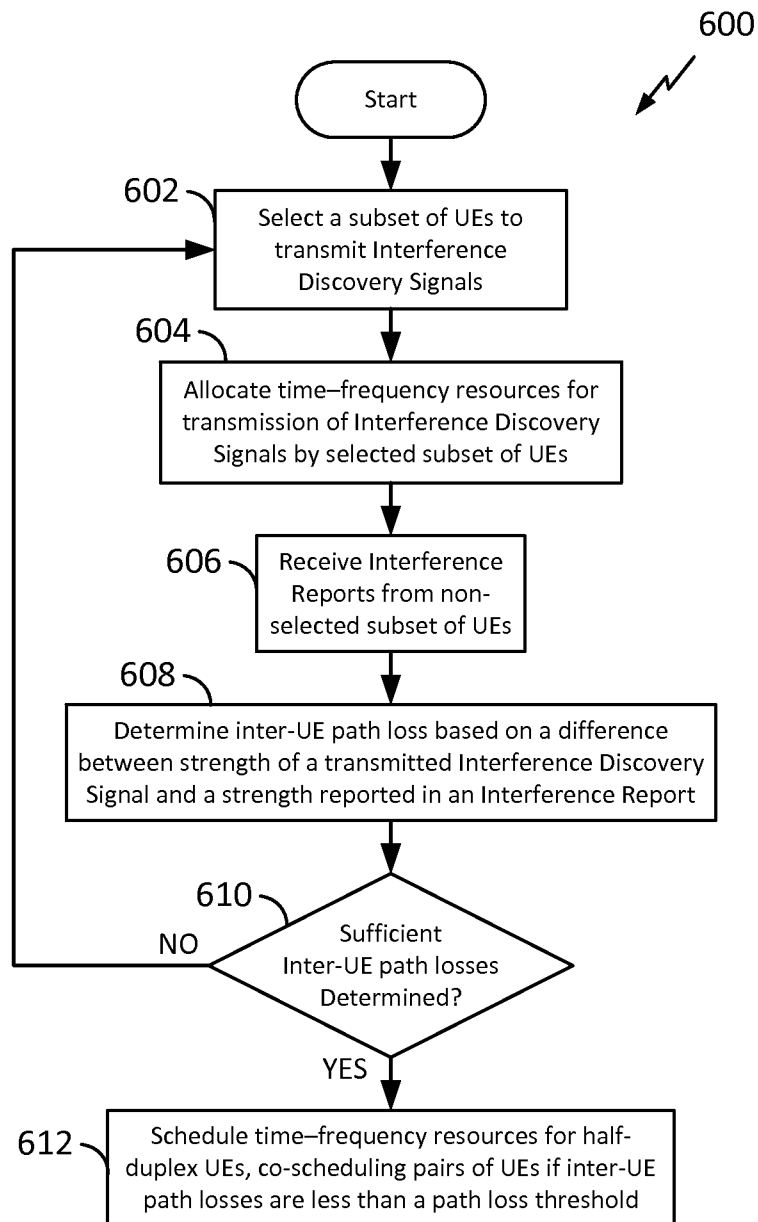 600
Start
602
Select a subset of UEs to
transmit Interference
Discovery Signals
604
Allocate time–frequency resources for
transmission of Interference Discovery
Signals by selected subset of UEs
606
Receive Interference
Reports from non-
selected subset of UEs
608
Determine inter-UE path loss based on a difference
between strength of a transmitted Interference Discovery
Signal and a strength reported in an Interference Report
610
NO
Sufficient
Inter-UE path losses
Determined?
YES
612
Schedule time–frequency resources for half-
duplex UEs, co-scheduling pairs of UEs if inter-UE
path losses are less than a path loss threshold